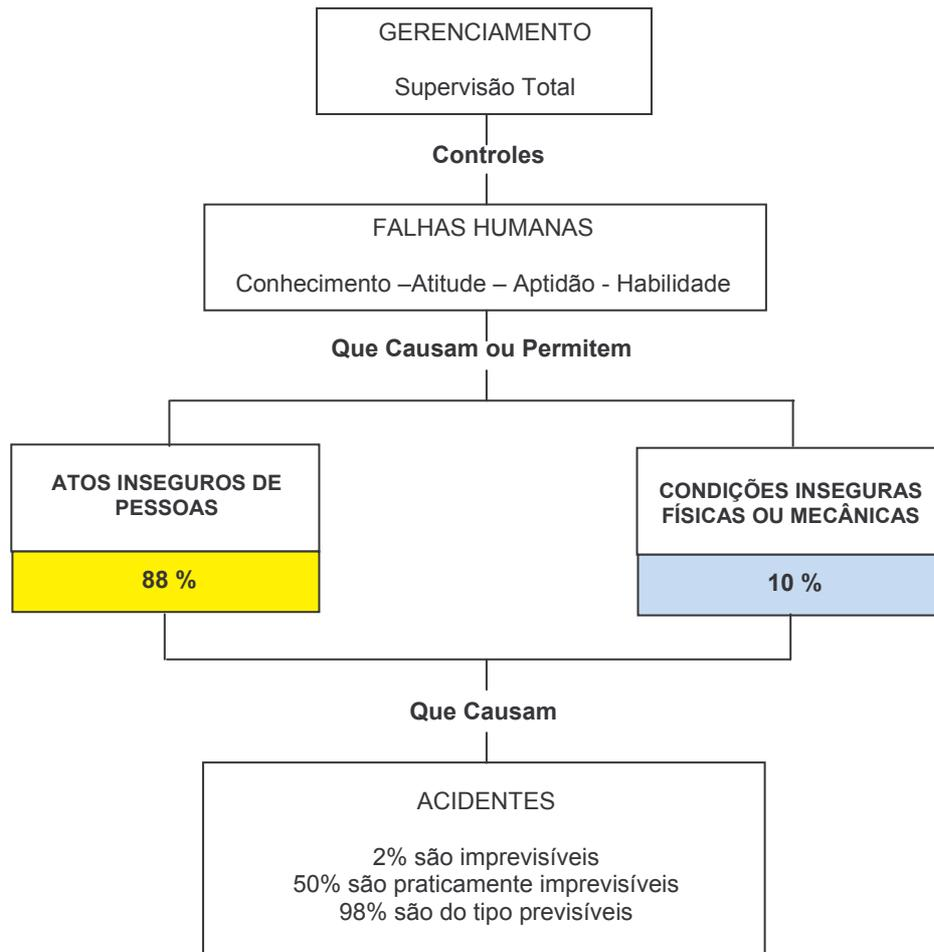 GERENCIAMENTO
Supervisão Total
Controles
FALHAS HUMANAS
Conhecimento –Atitude – Aptidão - Habilidade
Que Causam ou Permitem
ATOS INSEGUROS DE
PESSOAS
88 %
CONDIÇÕES INSEGURAS
FÍSICAS OU MECÂNICAS
10 %
Que Causam
ACIDENTES
2% são imprevisíveis
50% são praticamente imprevisíveis
98% são do tipo previsíveis